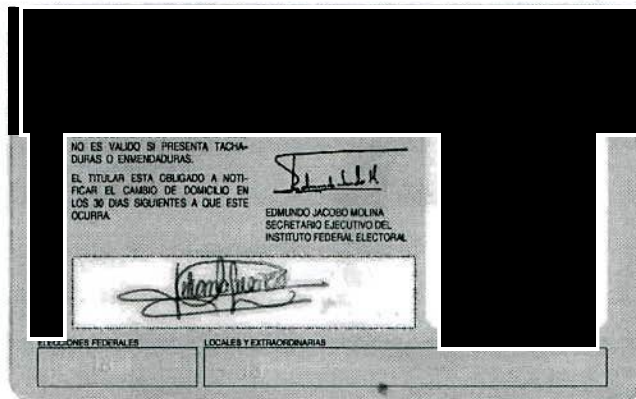 NO ES VALIDO SI PRESENTA TACHA-
DURAS O ENMENDADURAS.
EL TITULAR ESTA OBLIGADO A NOTI-
FICAR EL CAMBIO DE DOMICILIO EN
LOS 30 DIAS SIGUIENTES A QUE ESTE
OCURRA.
EDMUNDO JACOBO MOLINA
SECRETARIO EJECUTIVO DEL
INSTITUTO FEDERAL ELECTORAL
ELECCIONES FEDERALES
LOCALES Y EXTRAORDINARIAS